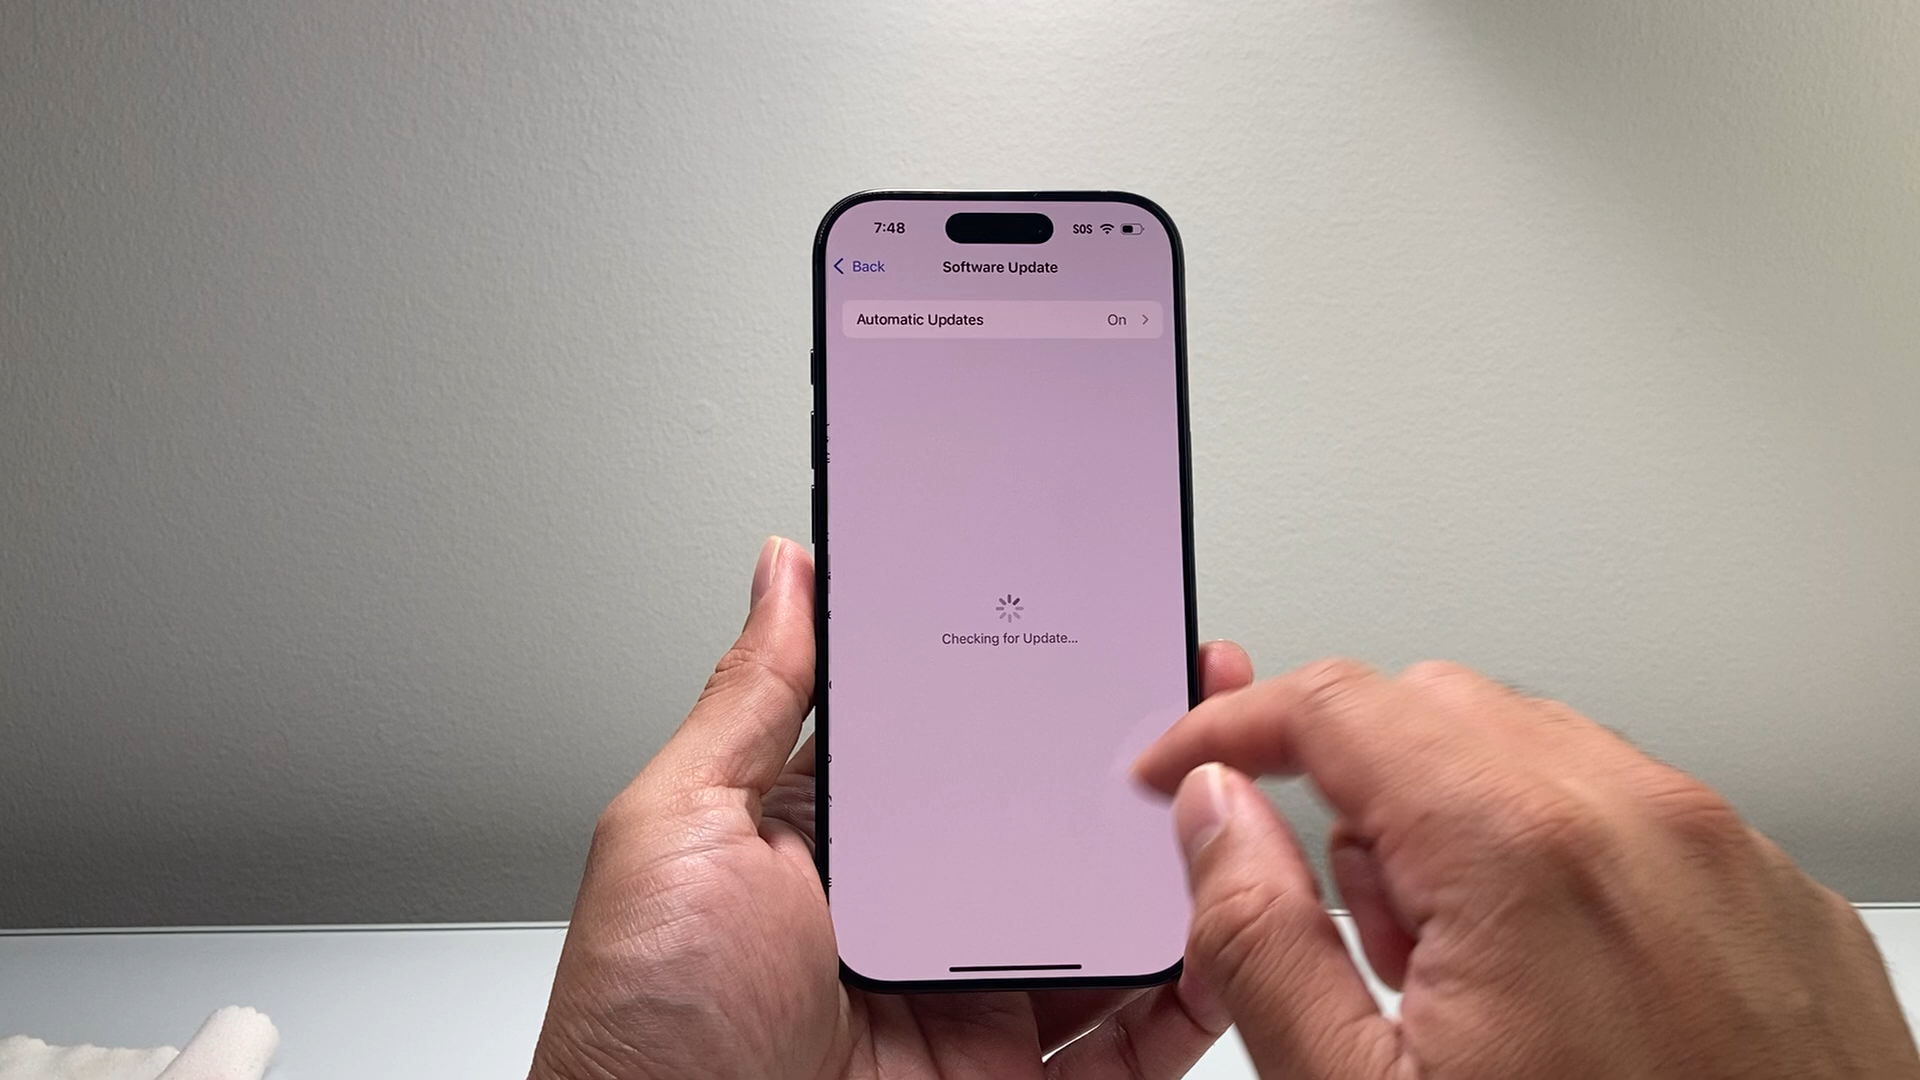 7:48 SOS
Back Software Update
Automatic Updates On
Checking for Update...